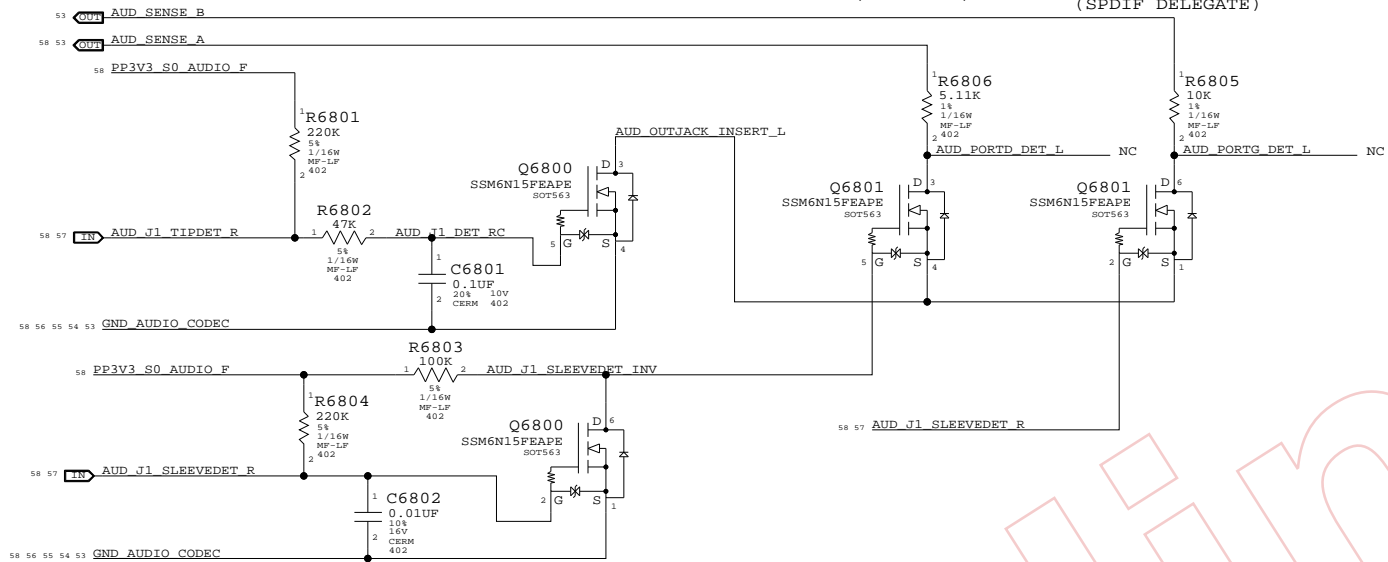 (SPDIF DELEGATE)
53 OUT AUD_SENSE_B
58 53 OUT AUD_SENSE_A
58 PP3V3_S0_AUDIO_F
1
R6801
220K
5%
1/16W
MF-LF
402
2
1
R6806
5.11K
1%
1/16W
MF-LF
402
2
1
R6805
10K
1%
1/16W
MF-LF
402
2
AUD_OUTJACK_INSERT_L
AUD_PORTD_DET_L NC
AUD_PORTG_DET_L NC
Q6800
SSM6N15FEAPE
SOT563
D 3
5 G S 4
Q6801
SSM6N15FEAPE
SOT563
D 3
5 G S 4
Q6801
SSM6N15FEAPE
SOT563
D 6
2 G S 1
R6802
47K
1 2
5%
1/16W
MF-LF
402
58 57 IN AUD_J1_TIPDET_R
AUD_J1_DET_RC
1
C6801
0.1UF
20% 10V
CERM 402
2
58 56 55 54 53 GND_AUDIO_CODEC
R6803
100K
1 2
5%
1/16W
MF-LF
402
58 PP3V3_S0_AUDIO_F
AUD_J1_SLEEVEDET_INV
1
R6804
220K
5%
1/16W
MF-LF
402
2
Q6800
SSM6N15FEAPE
SOT563
D 6
2 G S 1
58 57 AUD_J1_SLEEVEDET_R
58 57 IN AUD_J1_SLEEVEDET_R
1
C6802
0.01UF
10%
16V
CERM
402
2
58 56 55 54 53 GND_AUDIO_CODEC